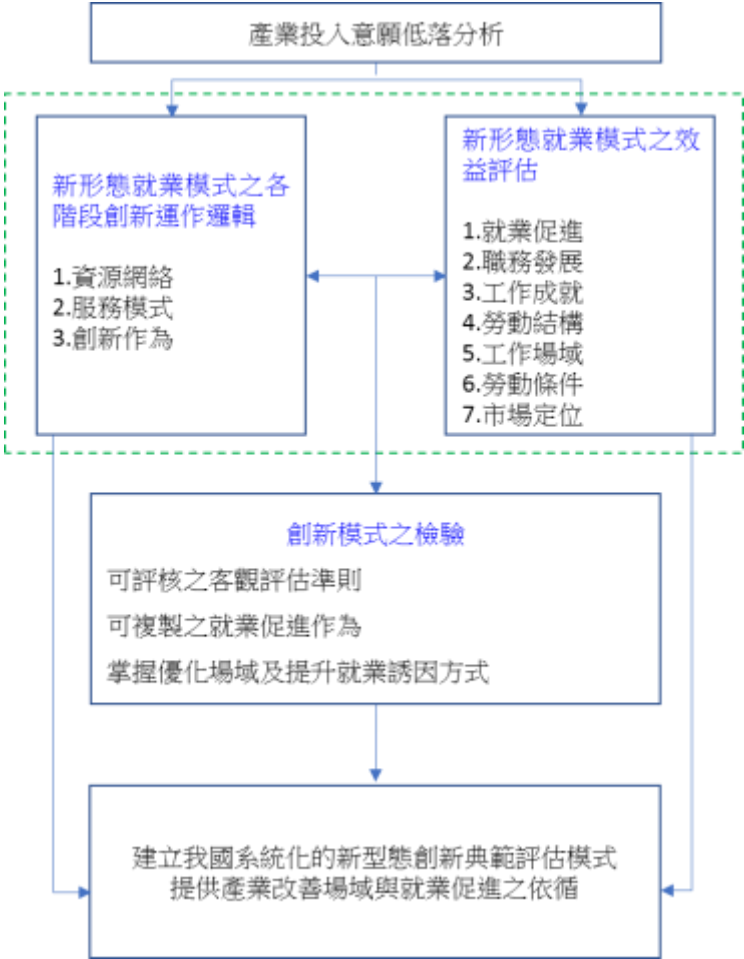 產業投入意願低落分析
新形態就業模式之各
階段創新運作邏輯
1.資源網絡
2.服務模式
3.創新作為
新形態就業模式之效
益評估
1.就業促進
2.職務發展
3.工作成就
4.勞動結構
5.工作場域
6.勞動條件
7.市場定位
創新模式之檢驗
可評核之客觀評估準則
可複製之就業促進作為
掌握優化場域及提升就業誘因方式
建立我國系統化的新型態創新典範評估模式
提供產業改善場域與就業促進之依循